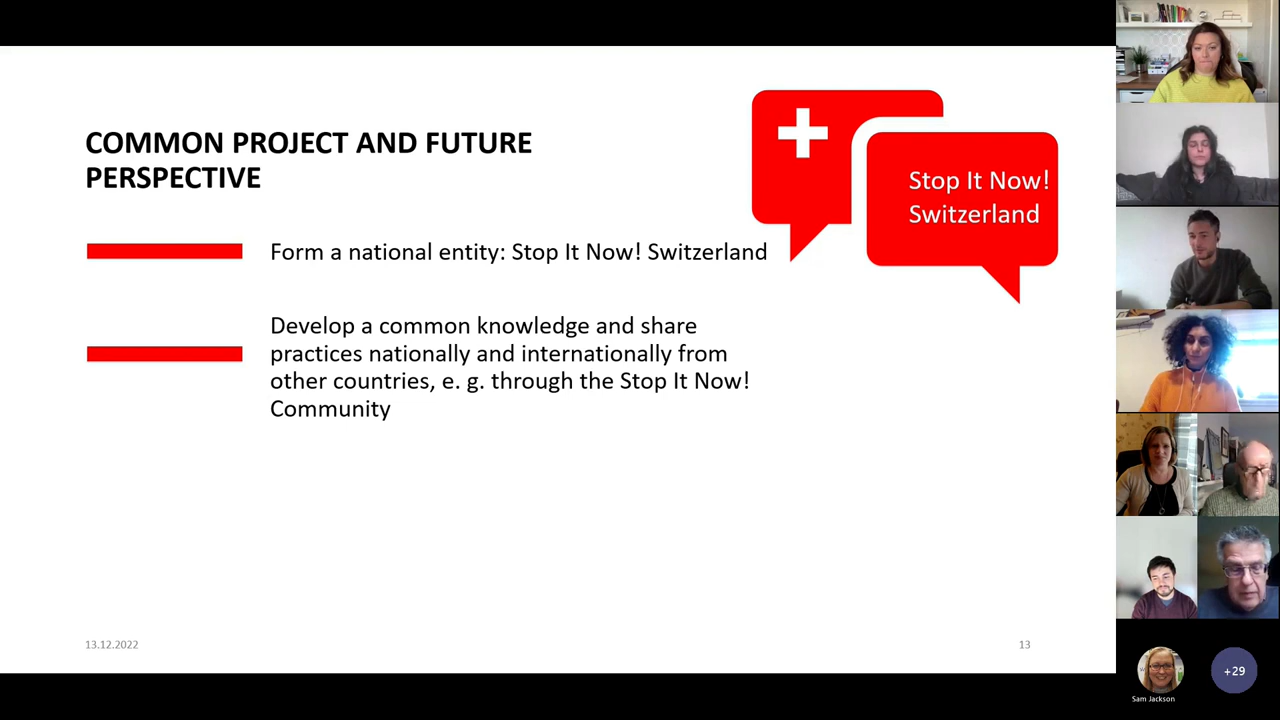 COMMON PROJECT AND FUTURE
PERSPECTIVE
Stop It Now!
Switzerland
Form a national entity: Stop It Now! Switzerland
Develop a common knowledge and share
practices nationally and internationally from
other countries, e. g. through the Stop It Now!
Community
13.12.2022
13
Sam Jackson
+29